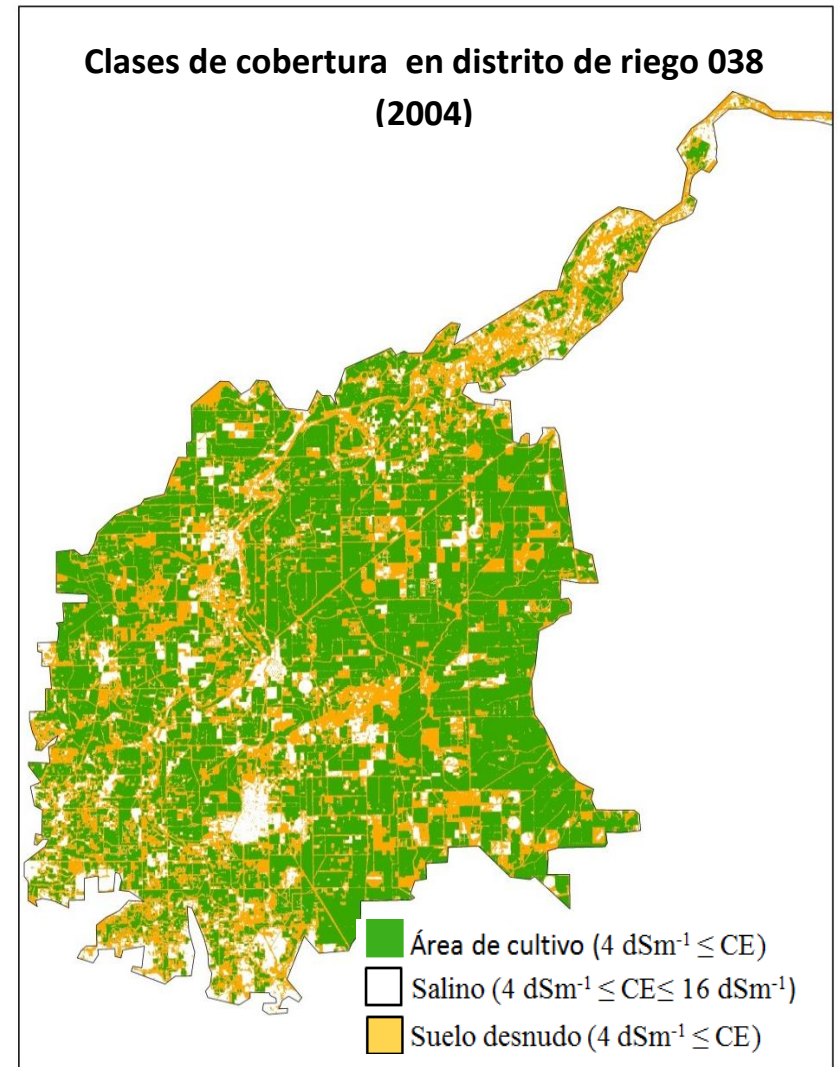 Clases de cobertura en distrito de riego 038
(2004)
Área de cultivo (4 dSm⁻¹ ≤ CE)
Salino (4 dSm⁻¹ ≤ CE≤ 16 dSm⁻¹)
Suelo desnudo (4 dSm⁻¹ ≤ CE)